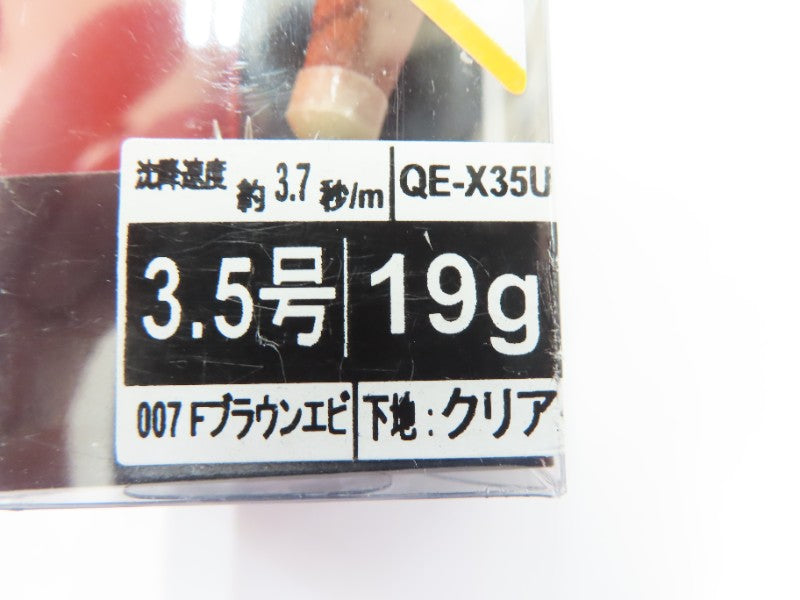 沈降速度 約3.7秒/m QE-X35U
3.5号 19g
007 Fブラウンエビ 下地:クリア